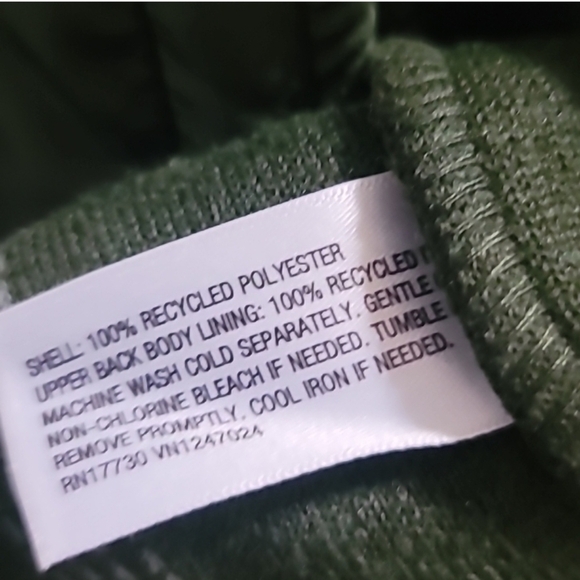 SHELL: 100% RECYCLED POLYESTER
UPPER BACK BODY LINING: 100% RECYCLED
MACHINE WASH COLD SEPARATELY. GENTLE
NON-CHLORINE BLEACH IF NEEDED. TUMBLE
REMOVE PROMPTLY. COOL IRON IF NEEDED.
RN17730 VN1247024